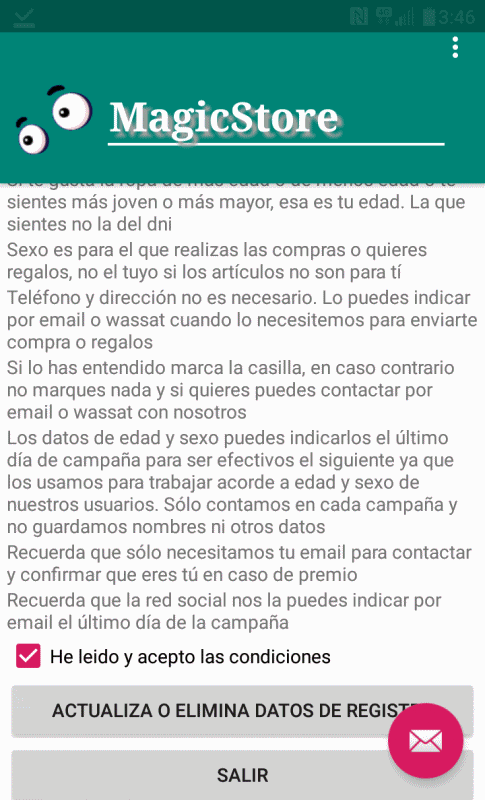 3:46
MagicStore
sientes más joven o más mayor, esa es tu edad. La que
sientes no la del dni
Sexo es para el que realizas las compras o quieres
regalos, no el tuyo si los artículos no son para tí
Teléfono y dirección no es necesario. Lo puedes indicar
por email o wassat cuando lo necesitemos para enviarte
compra o regalos
Si lo has entendido marca la casilla, en caso contrario
no marques nada y si quieres puedes contactar por
email o wassat con nosotros
Los datos de edad y sexo puedes indicarlos el último
día de campaña para ser efectivos el siguiente ya que
los usamos para trabajar acorde a edad y sexo de
nuestros usuarios. Sólo contamos en cada campaña y
no guardamos nombres ni otros datos
Recuerda que sólo necesitamos tu email para contactar
y confirmar que eres tú en caso de premio
Recuerda que la red social nos la puedes indicar por
email el último día de la campaña
He leido y acepto las condiciones
ACTUALIZA O ELIMINA DATOS DE
SALIR